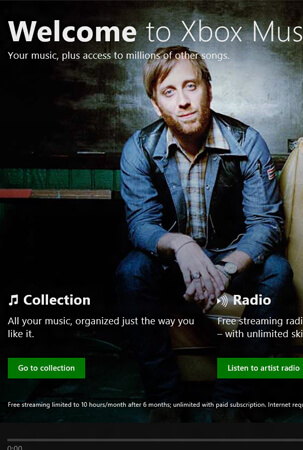 Welcome to Xbox Mus
Your music, plus access to millions of other songs.
Collection
Radio
All your music, organized just the way you
like it.
Free streaming radi
– with unlimited ski
Go to collection
Listen to artist radio
Free streaming limited to 10 hours/month after 6 months; unlimited with paid subscription. Internet requ
0:00